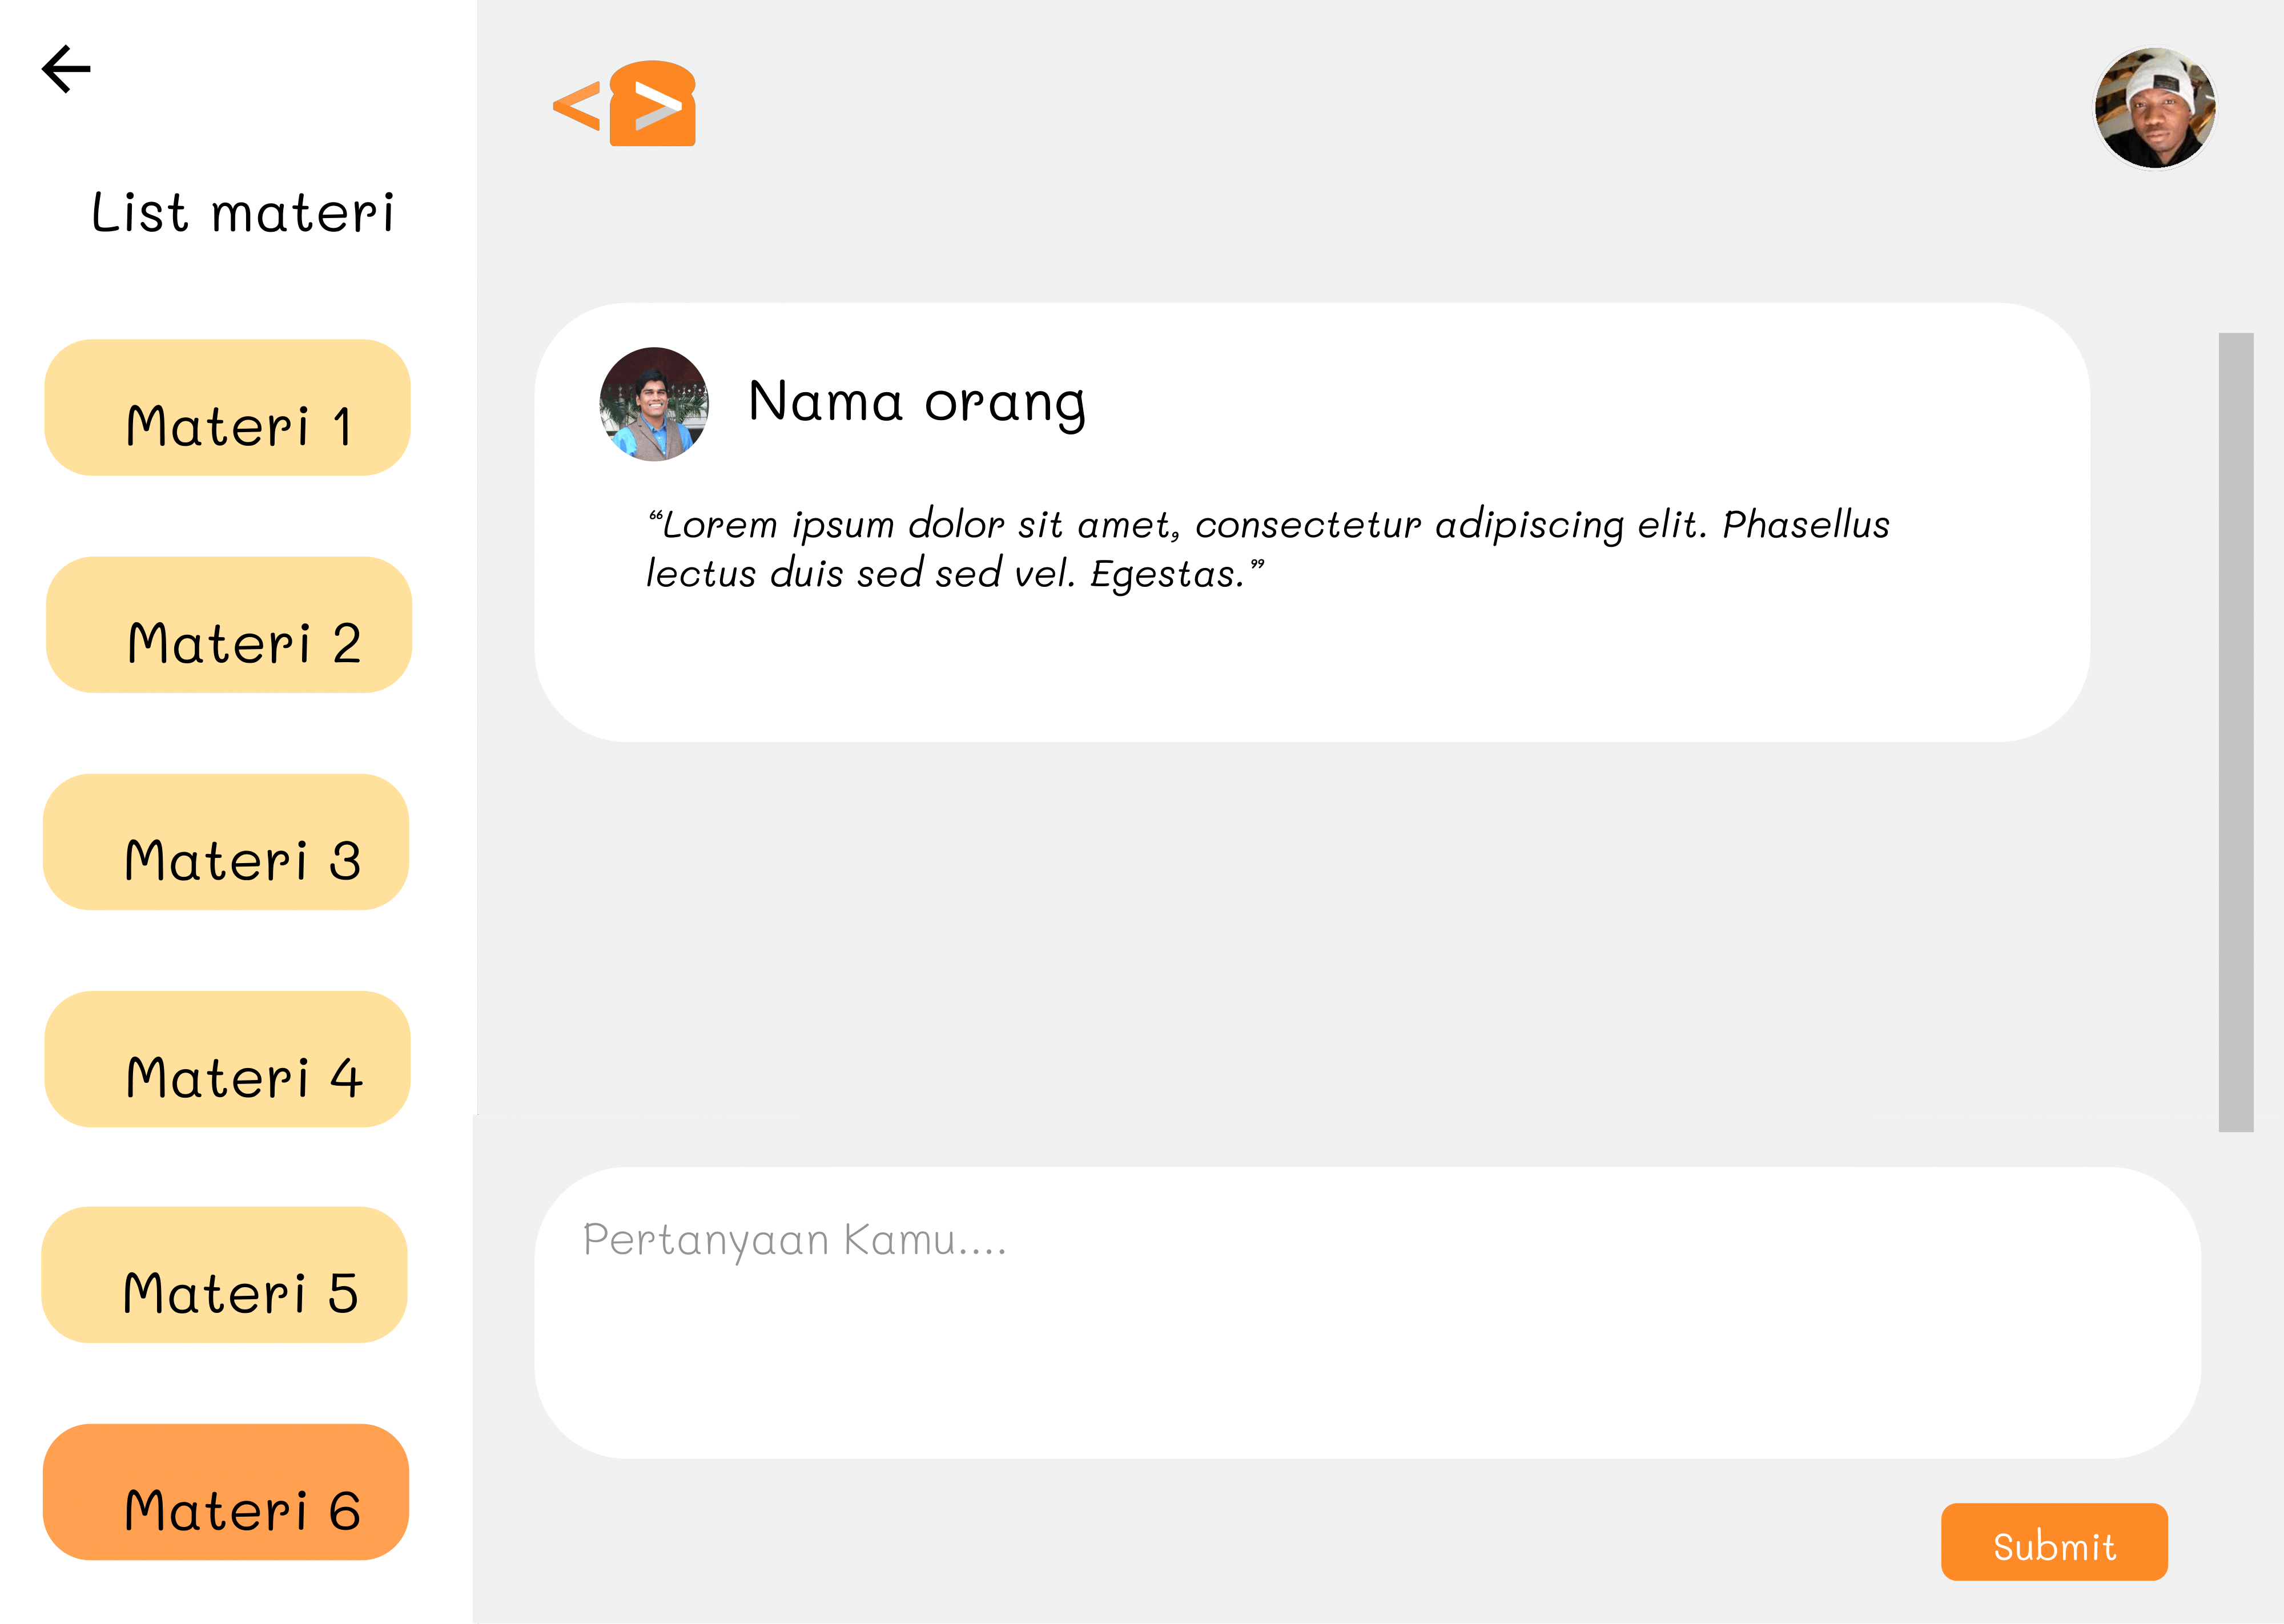 List materi
Materi 1
Materi 2
Materi 3
Materi 4
Materi 5
Materi 6
Nama orang
“Lorem ipsum dolor sit amet, consectetur adipiscing elit. Phasellus
lectus duis sed sed vel. Egestas.”
Pertanyaan Kamu....
Submit